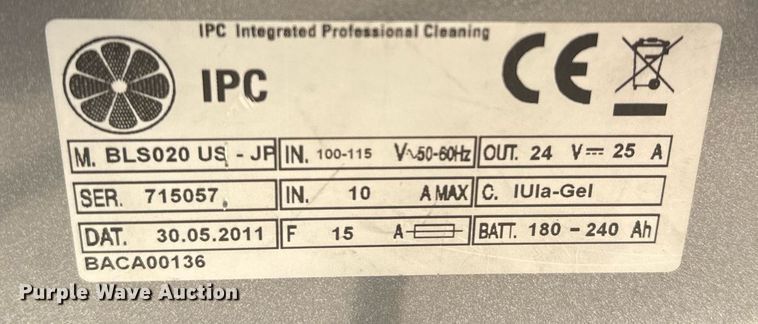 IPC Integrated Professional Cleaning
IPC
CE
M. BLS020 US - JP IN. 100-115 V∿50-60Hz OUT. 24 V⎓ 25 A
SER. 715057 IN. 10 A MAX C. IUIa-Gel
DAT. 30.05.2011 F 15 A BATT. 180 - 240 Ah
BACA00136
Purple Wave Auction